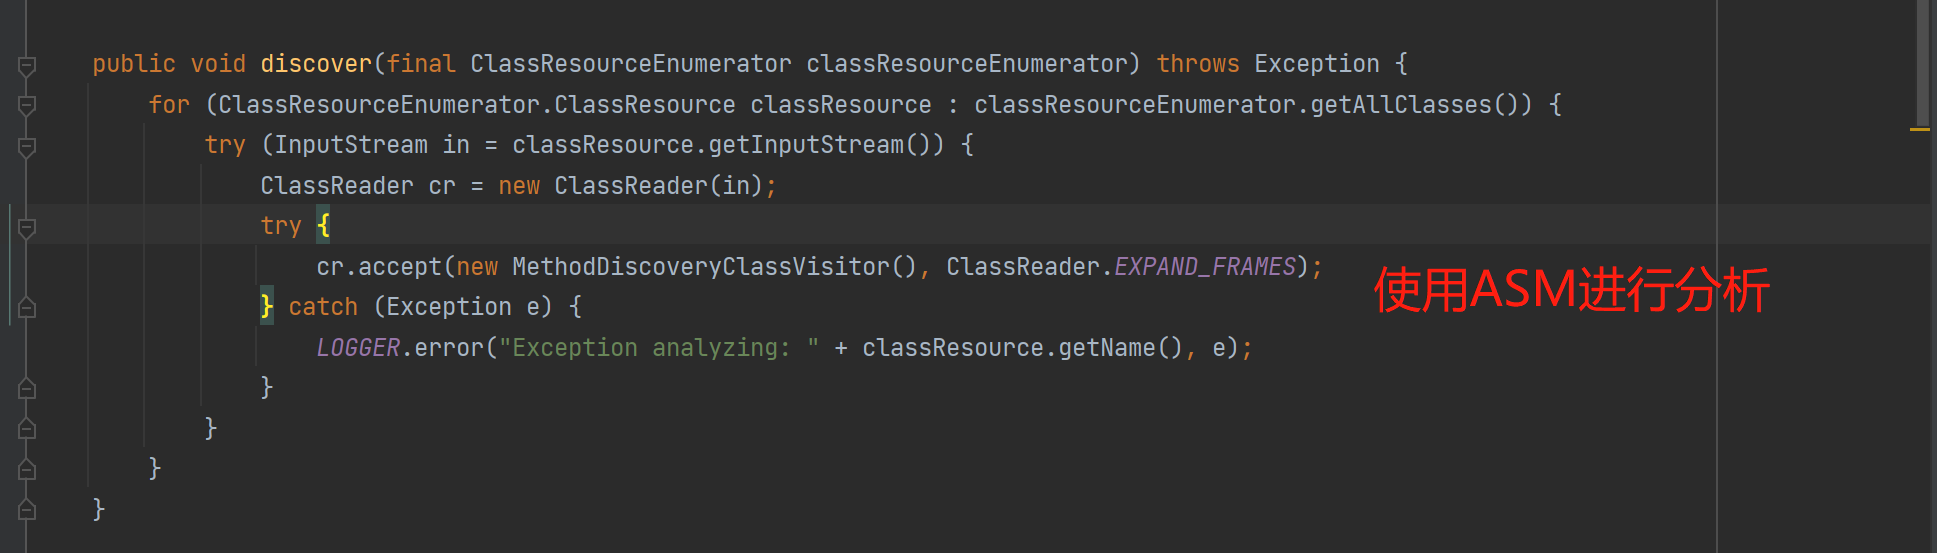 public void discover(final ClassResourceEnumerator classResourceEnumerator) throws Exception {
for (ClassResourceEnumerator.ClassResource classResource : classResourceEnumerator.getAllClasses()) {
try (InputStream in = classResource.getInputStream()) {
ClassReader cr = new ClassReader(in);
try {
cr.accept(new MethodDiscoveryClassVisitor(), ClassReader.EXPAND_FRAMES);
使用ASM进行分析
} catch (Exception e) {
LOGGER.error("Exception analyzing: " + classResource.getName(), e);
}
}
}
}